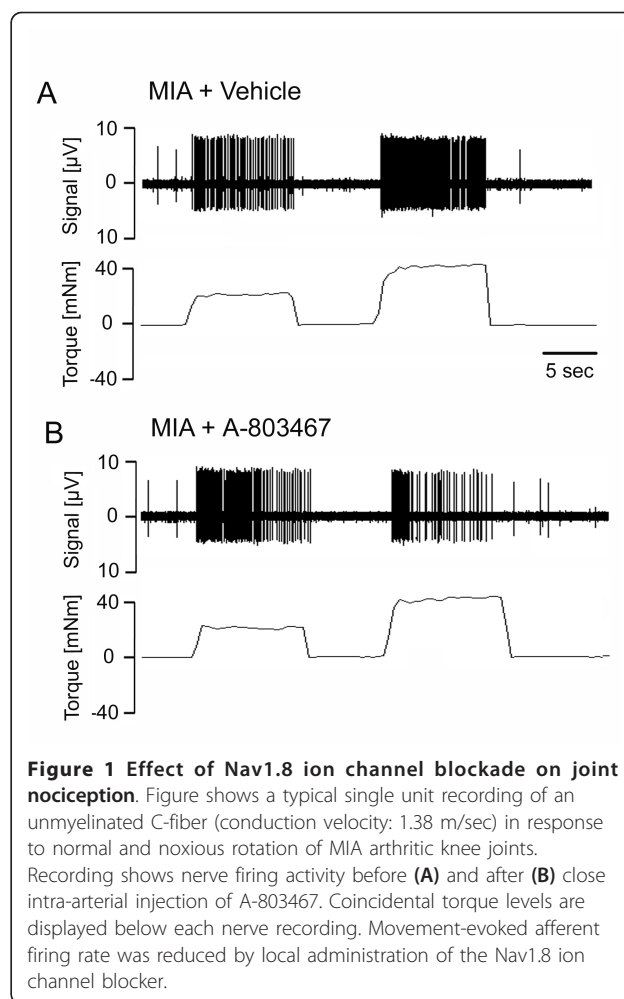 A
MIA + Vehicle
10
0
10
Signal [µV]
40
0
-40
Torque [mNm]
5 sec
B
MIA + A-803467
10
0
10
Signal [µV]
40
0
-40
Torque [mNm]
Figure 1 Effect of Nav1.8 ion channel blockade on joint
nociception. Figure shows a typical single unit recording of an
unmyelinated C-fiber (conduction velocity: 1.38 m/sec) in response
to normal and noxious rotation of MIA arthritic knee joints.
Recording shows nerve firing activity before (A) and after (B) close
intra-arterial injection of A-803467. Coincidental torque levels are
displayed below each nerve recording. Movement-evoked afferent
firing rate was reduced by local administration of the Nav1.8 ion
channel blocker.